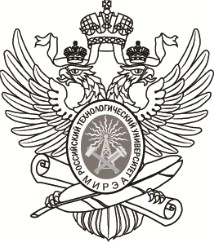 РОССИЙСКИЙ ТЕХНОЛОГИЧЕСКИЙ УНИВЕРСИТЕТ
МИРЭА